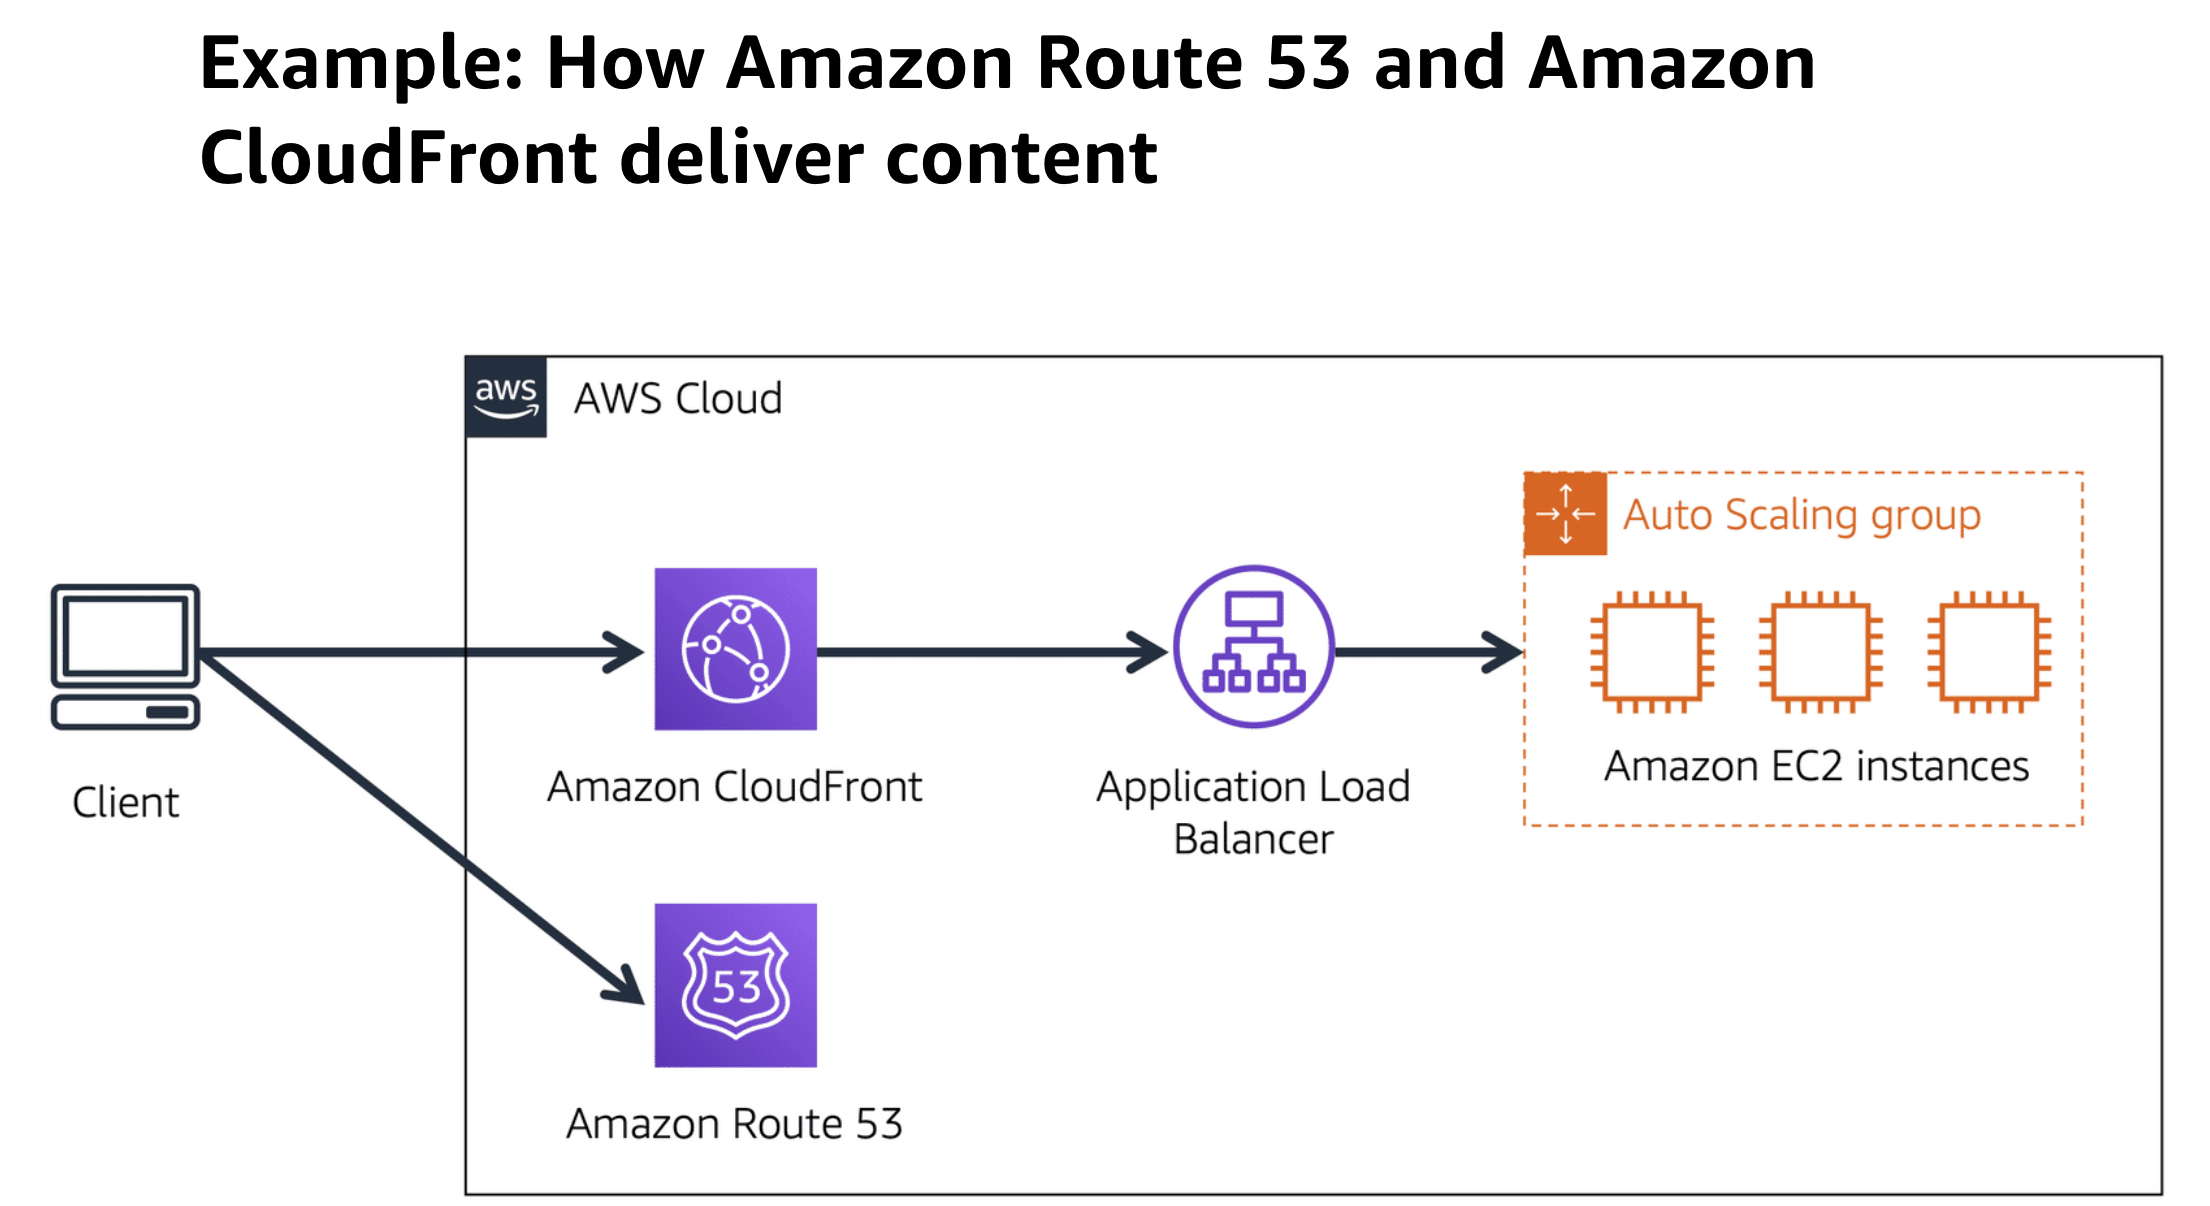 Example: How Amazon Route 53 and Amazon
CloudFront deliver content
aws
AWS Cloud
Auto Scaling group
Amazon EC2 instances
Client
Amazon CloudFront
Application Load
Balancer
53
Amazon Route 53